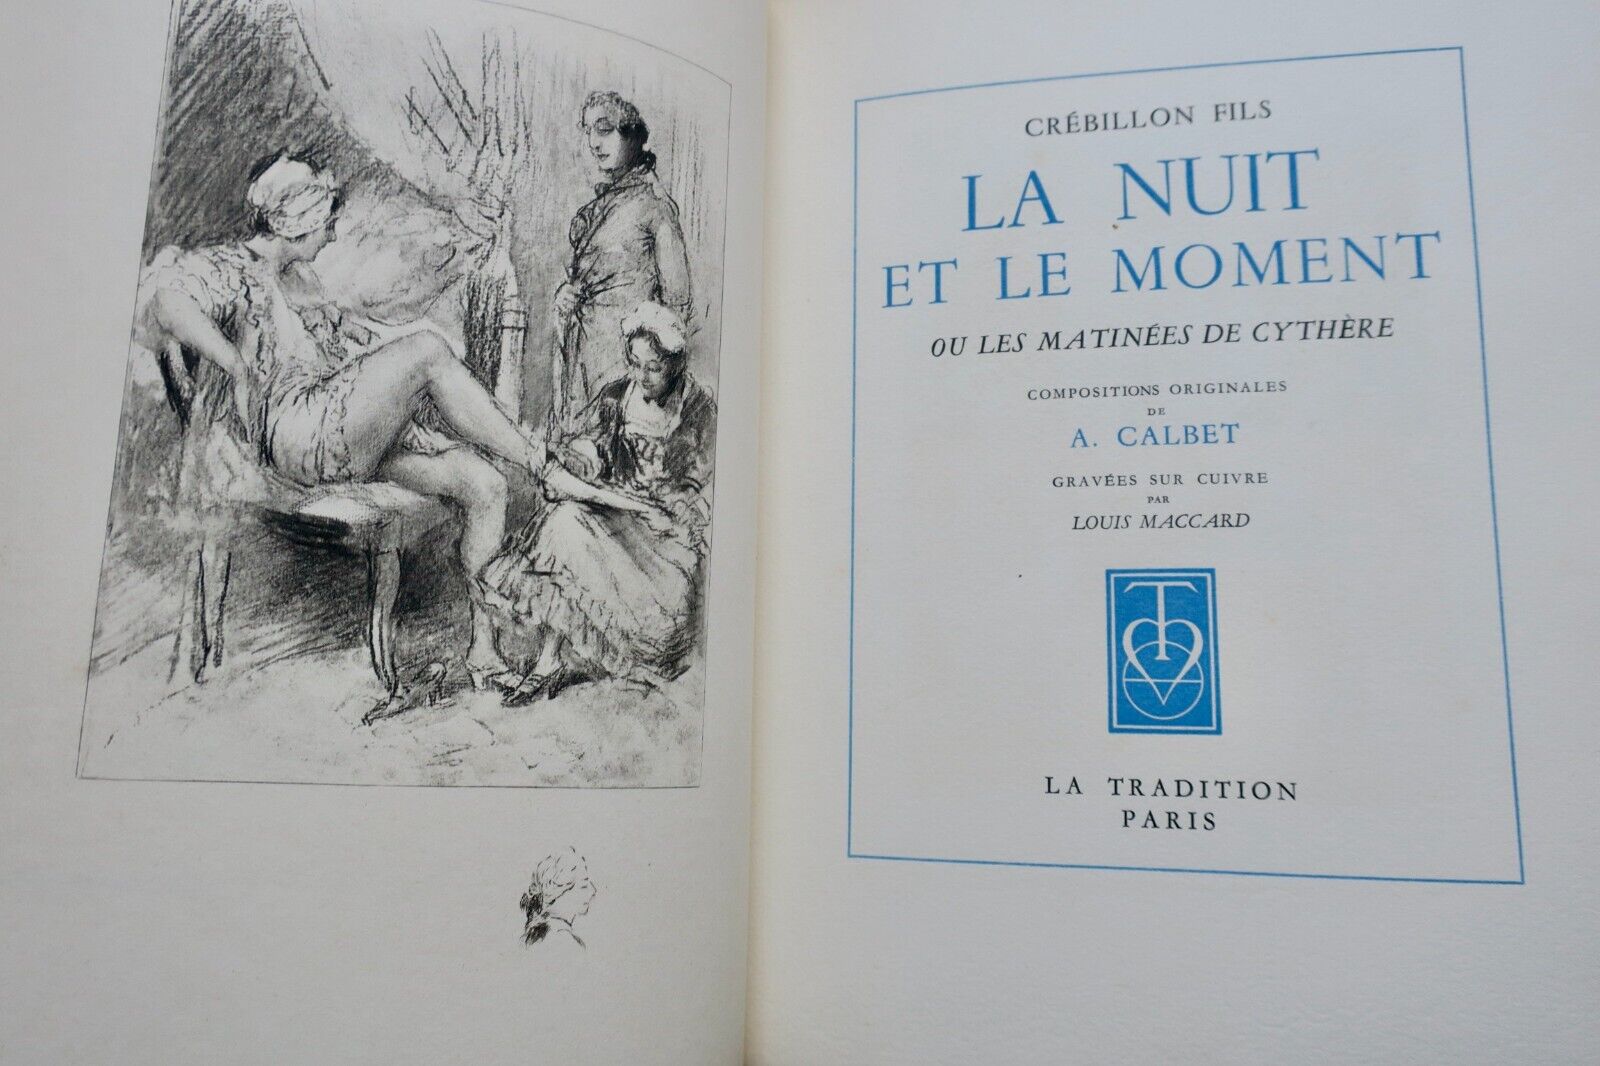 CRÉBILLON FILS
LA NUIT
ET LE MOMENT
OU LES MATINÉES DE CYTHÈRE
COMPOSITIONS ORIGINALES
DE
A. CALBET
GRAVÉES SUR CUIVRE
PAR
LOUIS MACCARD
T
LA TRADITION
PARIS